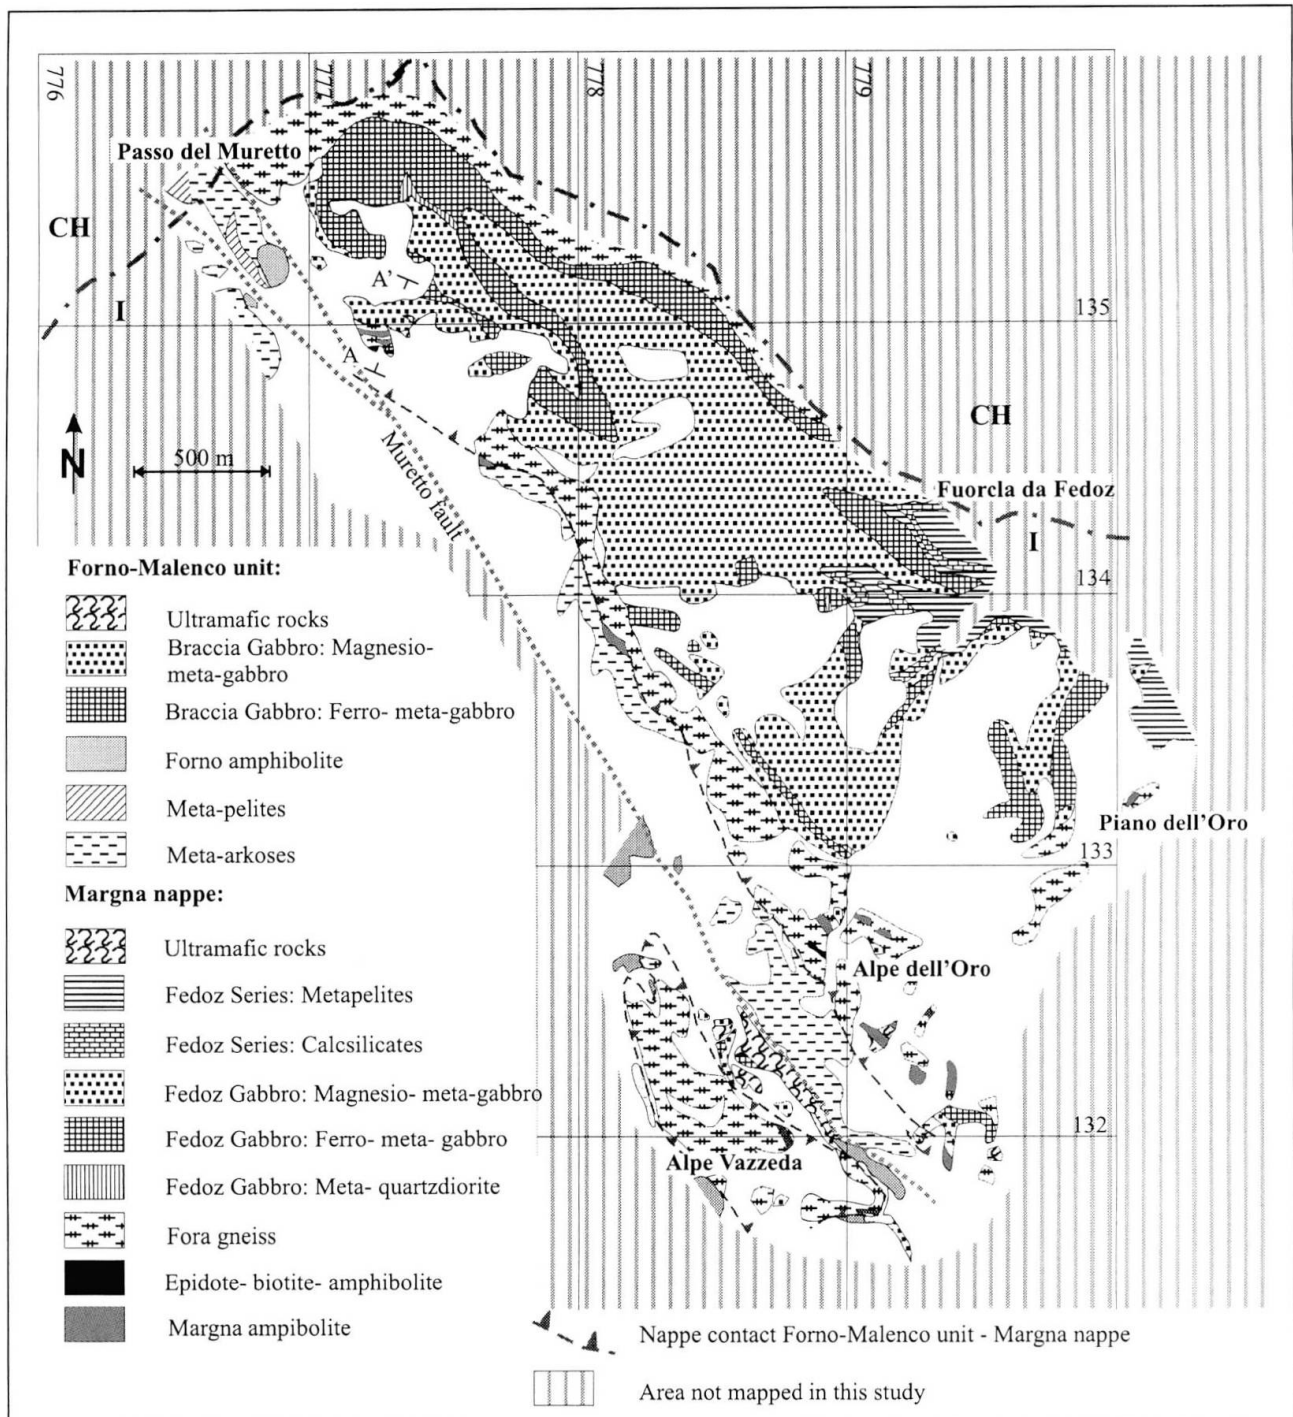 776
777
778
779
Passo del Muretto
CH
I
A'
A
135
CH
N
500 m
Muretto fault
Fuorcla da Fedoz
I
134
Forno-Malenco unit:
Ultramafic rocks
Braccia Gabbro: Magnesio-
meta-gabbro
Braccia Gabbro: Ferro- meta-gabbro
Forno amphibolite
Meta-pelites
Meta-arkoses
Piano dell'Oro
133
Margna nappe:
Ultramafic rocks
Fedoz Series: Metapelites
Fedoz Series: Calcsilicates
Fedoz Gabbro: Magnesio- meta-gabbro
Fedoz Gabbro: Ferro- meta- gabbro
Fedoz Gabbro: Meta- quartzdiorite
Fora gneiss
Epidote- biotite- amphibolite
Margna ampibolite
Alpe dell'Oro
132
Alpe Vazzeda
Nappe contact Forno-Malenco unit - Margna nappe
Area not mapped in this study